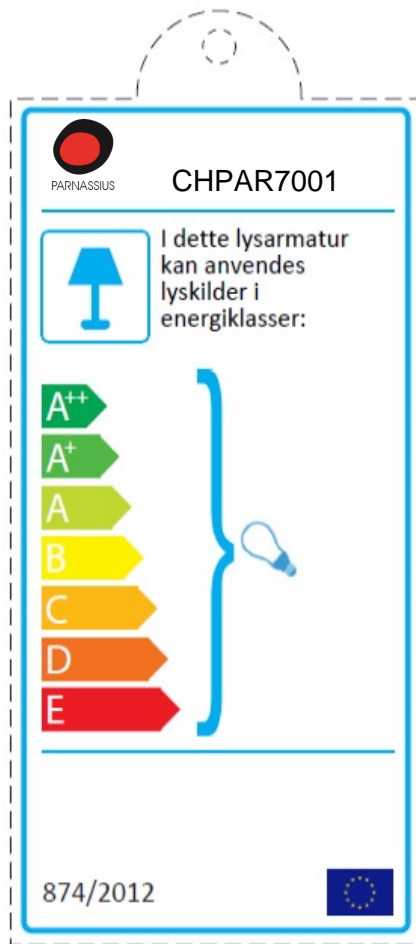 PARNASSIUS
CHPAR7001
I dette lysarmatur
kan anvendes
lyskilder i
energiklasser:
A++
A+
A
B
C
D
E
874/2012